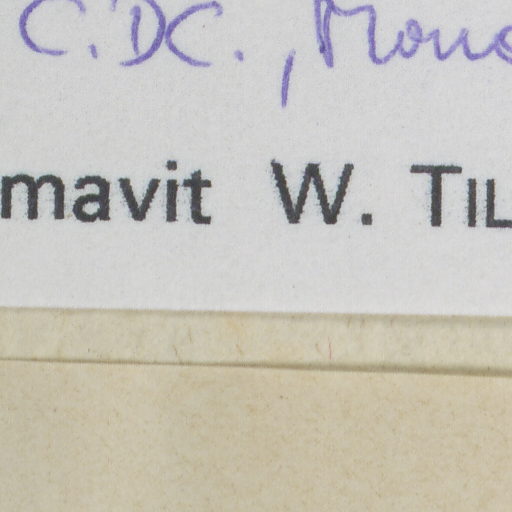 C.DC., Mono
mavit W. TIL